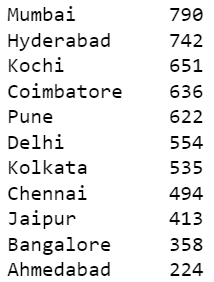 Mumbai 790
Hyderabad 742
Kochi 651
Coimbatore 636
Pune 622
Delhi 554
Kolkata 535
Chennai 494
Jaipur 413
Bangalore 358
Ahmedabad 224